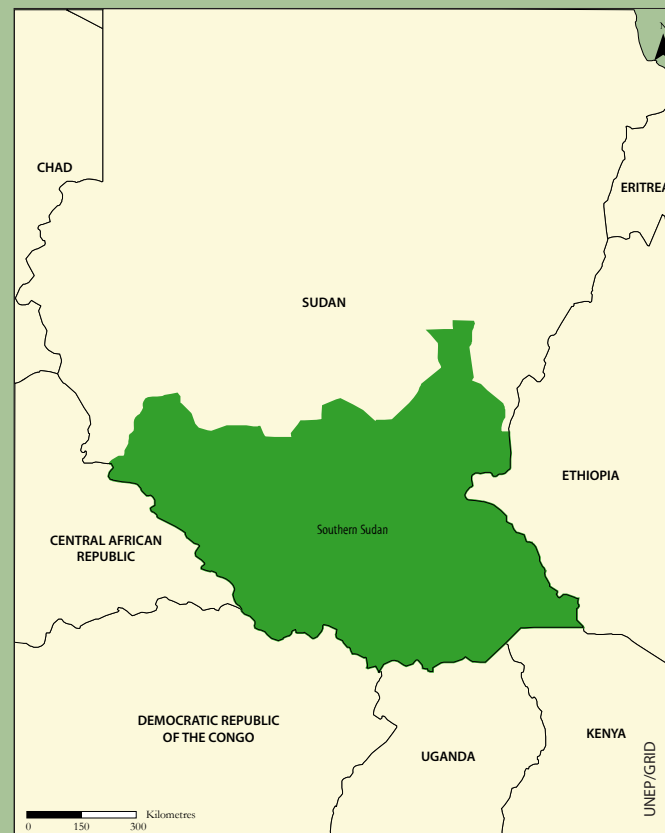 N
CHAD
ERITREA
SUDAN
ETHIOPIA
Southern Sudan
CENTRAL AFRICAN
REPUBLIC
DEMOCRATIC REPUBLIC
OF THE CONGO
KENYA
UGANDA
UNEP/GRID
Kilometres
0 150 300